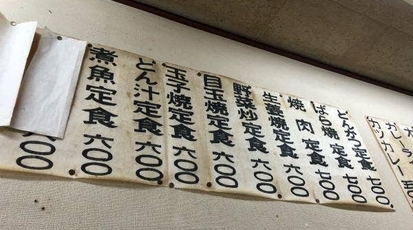 とんかつ定食 七〇〇
ばら焼定食 七〇〇
焼肉定食 七〇〇
生姜焼定食 六〇〇
野菜炒定食 六〇〇
目玉焼定食 六〇〇
玉子焼定食 六〇〇
とん汁定食 六〇〇
煮魚定食 六〇〇
〇〇